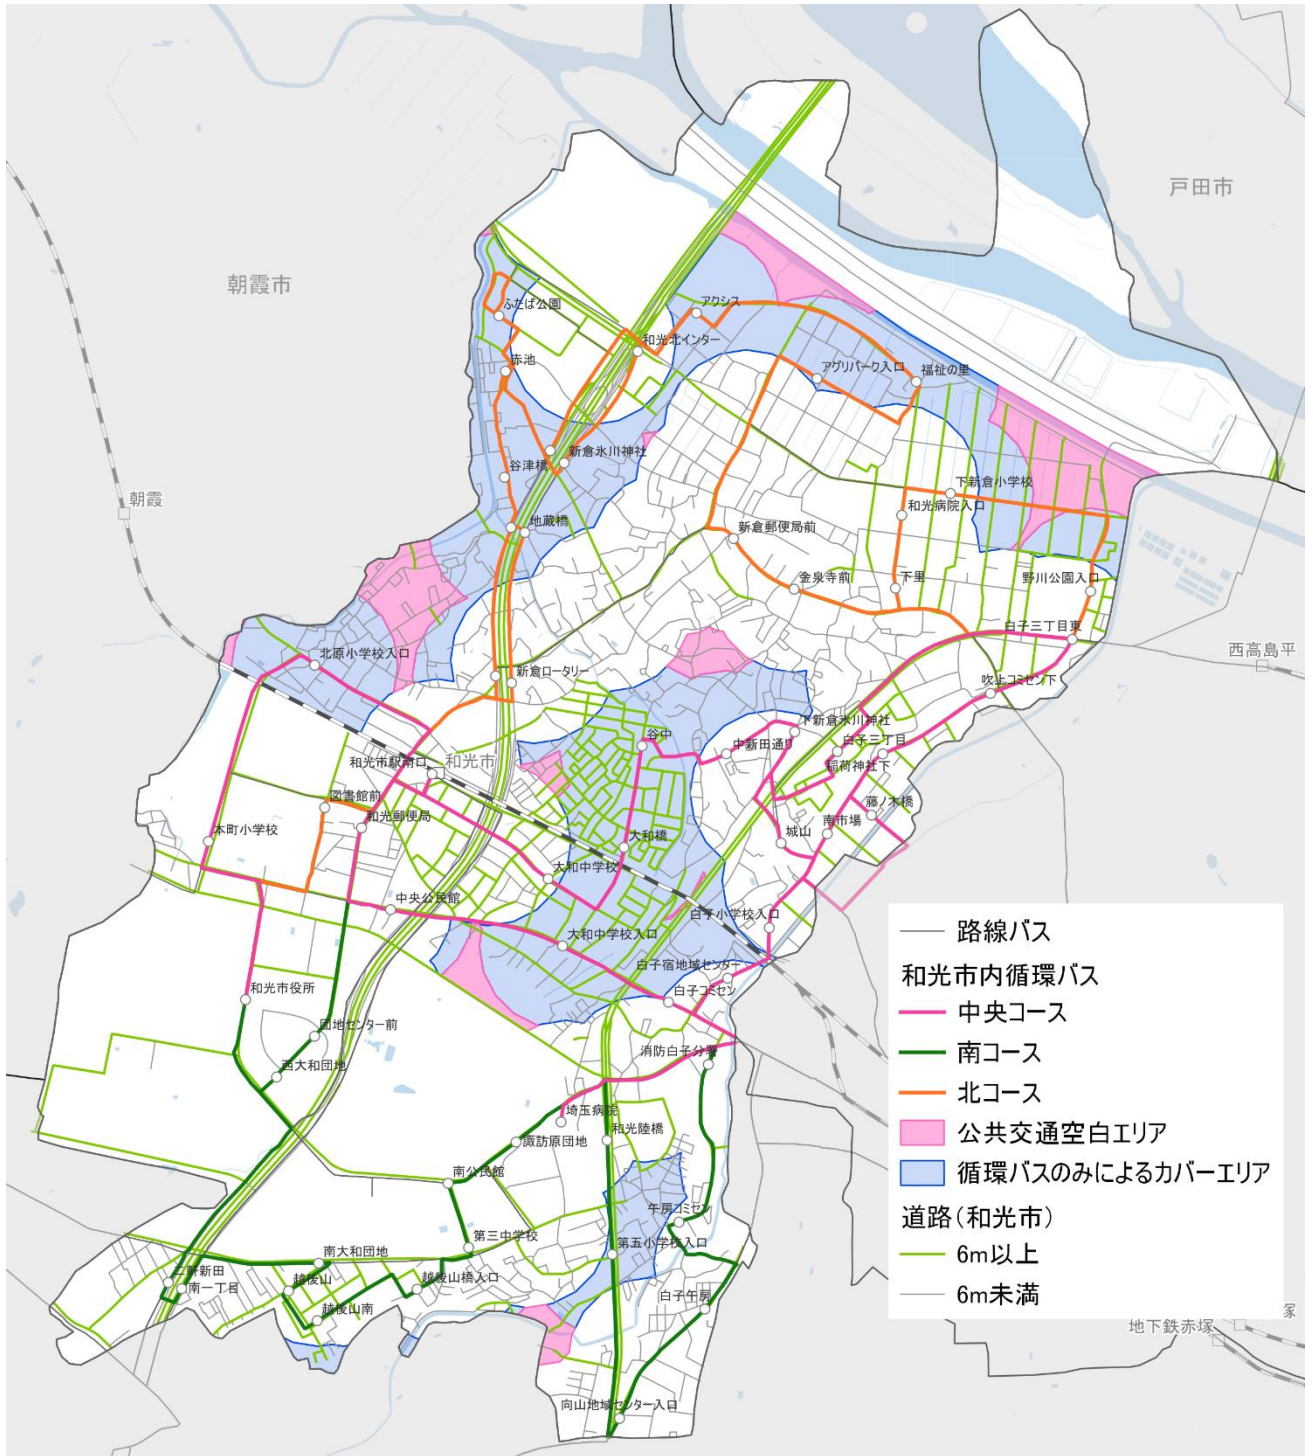 戸田市
朝霞市
ふたば公園
アクシス
和光北インター
赤池
アグリパーク入口
福祉の里
新倉氷川神社
谷津橋
朝霞
下新倉小学校
和光病院入口
地蔵橋
新倉郵便局前
金泉寺前
下里
野川公園入口
白子三丁目東
西高島平
北原小学校入口
新倉ロータリー
吹上コミセン下
下新倉氷川神社
谷中
中新田通り
白子三丁目
稲荷神社下
和光市駅南口
和光市
図書館前
和光郵便局
藤ノ木橋
南市場
城山
本町小学校
大和橋
大和中学校
中央公民館
白子小学校入口
大和中学校入口
白子宿地域センター
白子コミセン
和光市役所
団地センター前
消防白子分署
西大和団地
埼玉病院
和光陸橋
諏訪原団地
南公民館
午房コミセン
第三中学校
第五小学校入口
南大和団地
二軒新田
南一丁目
越後山
越後山橋入口
越後山南
白子午房
向山地域センター入口
地下鉄赤塚
塚
路線バス
和光市内循環バス
中央コース
南コース
北コース
公共交通空白エリア
循環バスのみによるカバーエリア
道路(和光市)
6m以上
6m未満